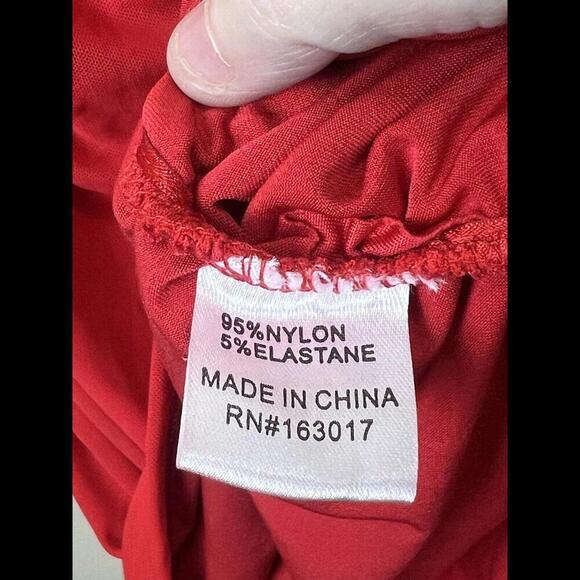 95%NYLON
5%ELASTANE
MADE IN CHINA
RN#163017